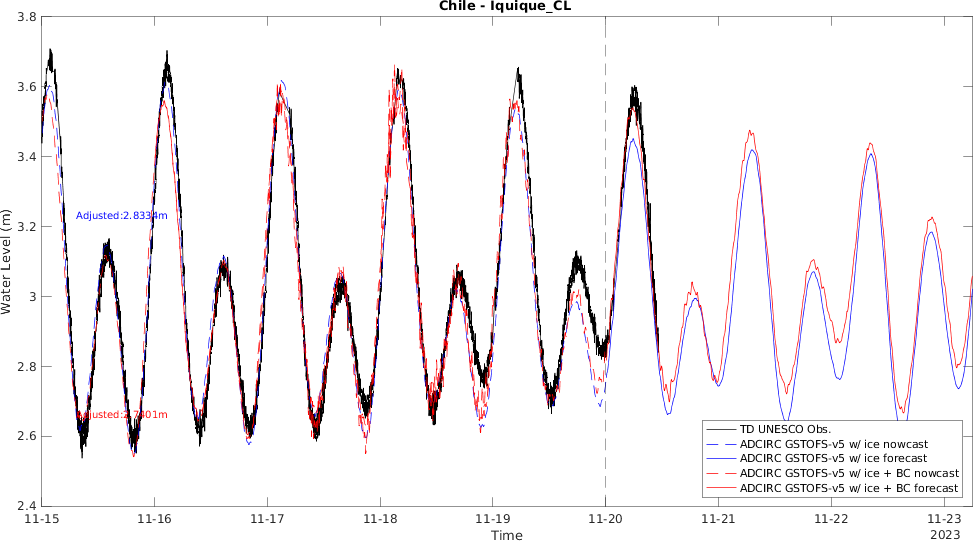 Chile - Iquique_CL
3.8
3.6
3.4
3.2
3
2.8
2.6
2.4
Water Level (m)
Adjusted:2.8334m
Adjusted:2.7401m
TD UNESCO Obs.
ADCIRC GSTOFS-v5 w/ ice nowcast
ADCIRC GSTOFS-v5 w/ ice forecast
ADCIRC GSTOFS-v5 w/ ice + BC nowcast
ADCIRC GSTOFS-v5 w/ ice + BC forecast
11-15 11-16 11-17 11-18 11-19 11-20 11-21 11-22 11-23
Time
2023